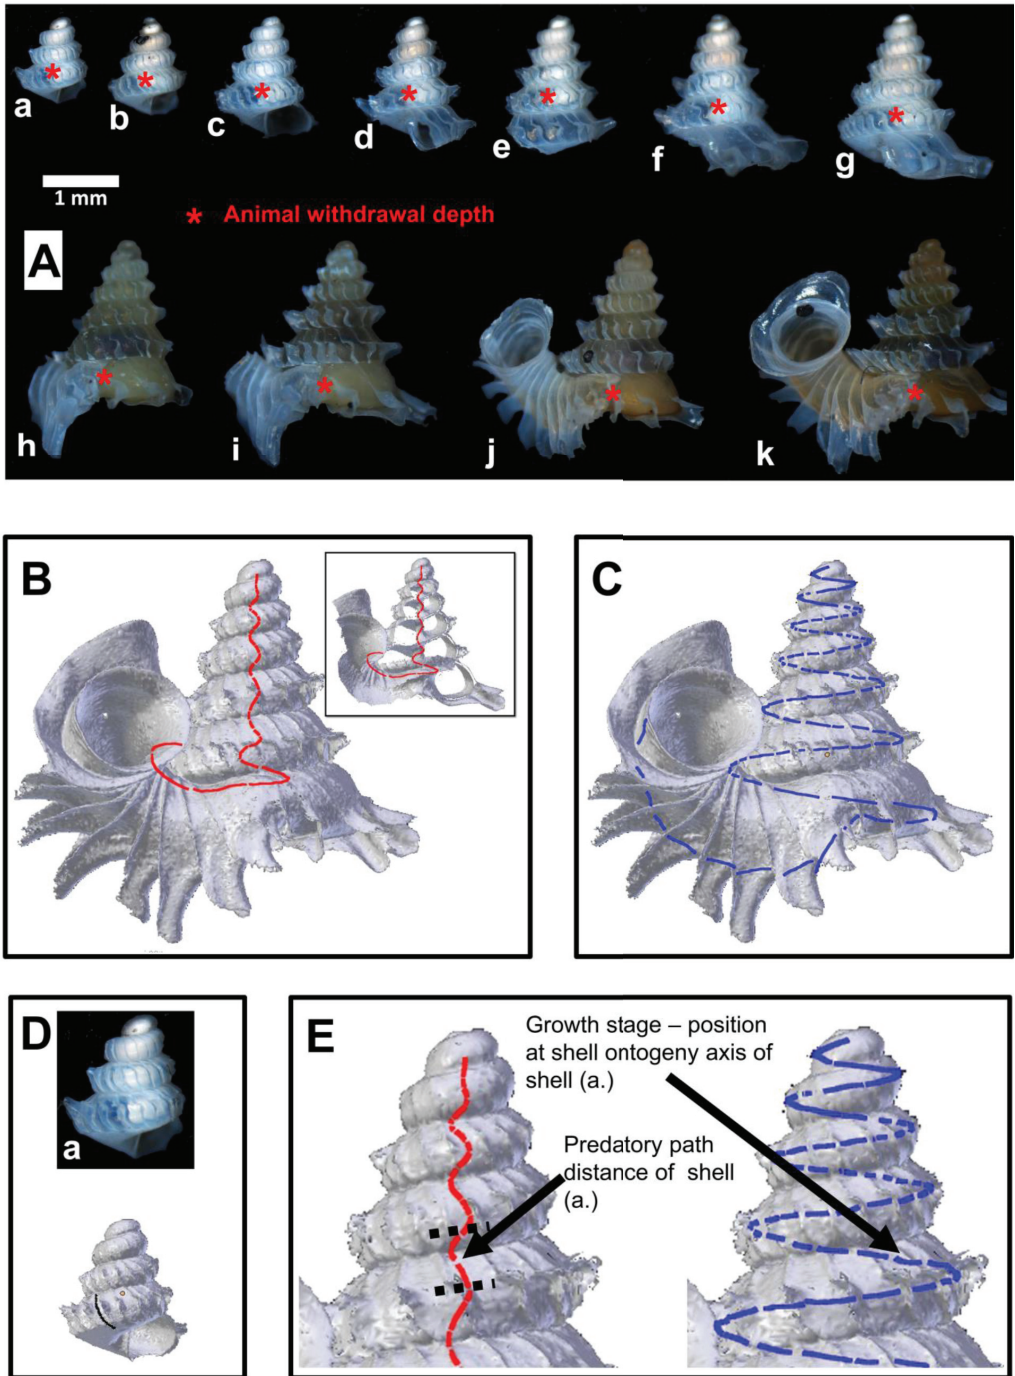 a
b
c
d
e
f
g
1 mm
* Animal withdrawal depth
A
h
i
j
k
B
C
D
a
E
Growth stage – position
at shell ontogeny axis of
shell (a.)
Predatory path
distance of shell
(a.)